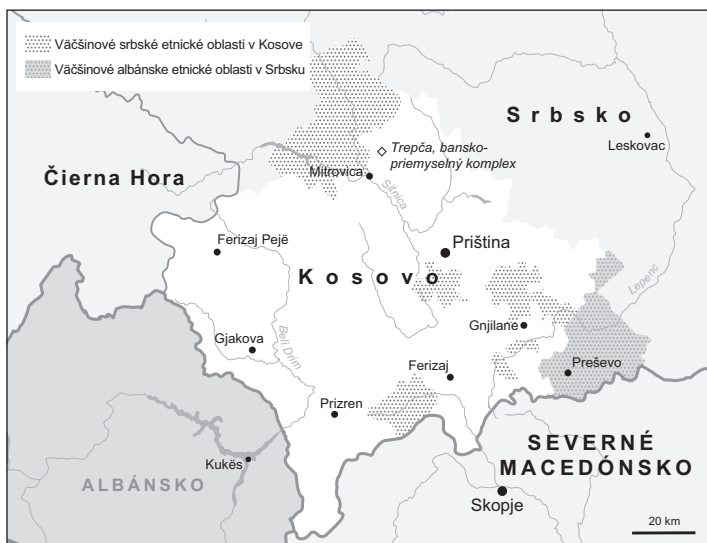 Väčšinové srbské etnické oblasti v Kosove
Väčšinové albánske etnické oblasti v Srbsku
Srbsko
Leskovac
Trepča, bansko-
priemyselný komplex
Čierna Hora
Mitrovica
Sitnica
Ferizaj Pejë
Priština
Kosovo
Lepenc
Gnjilane
Gjakova
Beli Drim
Ferizaj
Preševo
Prizren
SEVERNÉ
MACEDÓNSKO
Kukës
ALBÁNSKO
Skopje
20 km